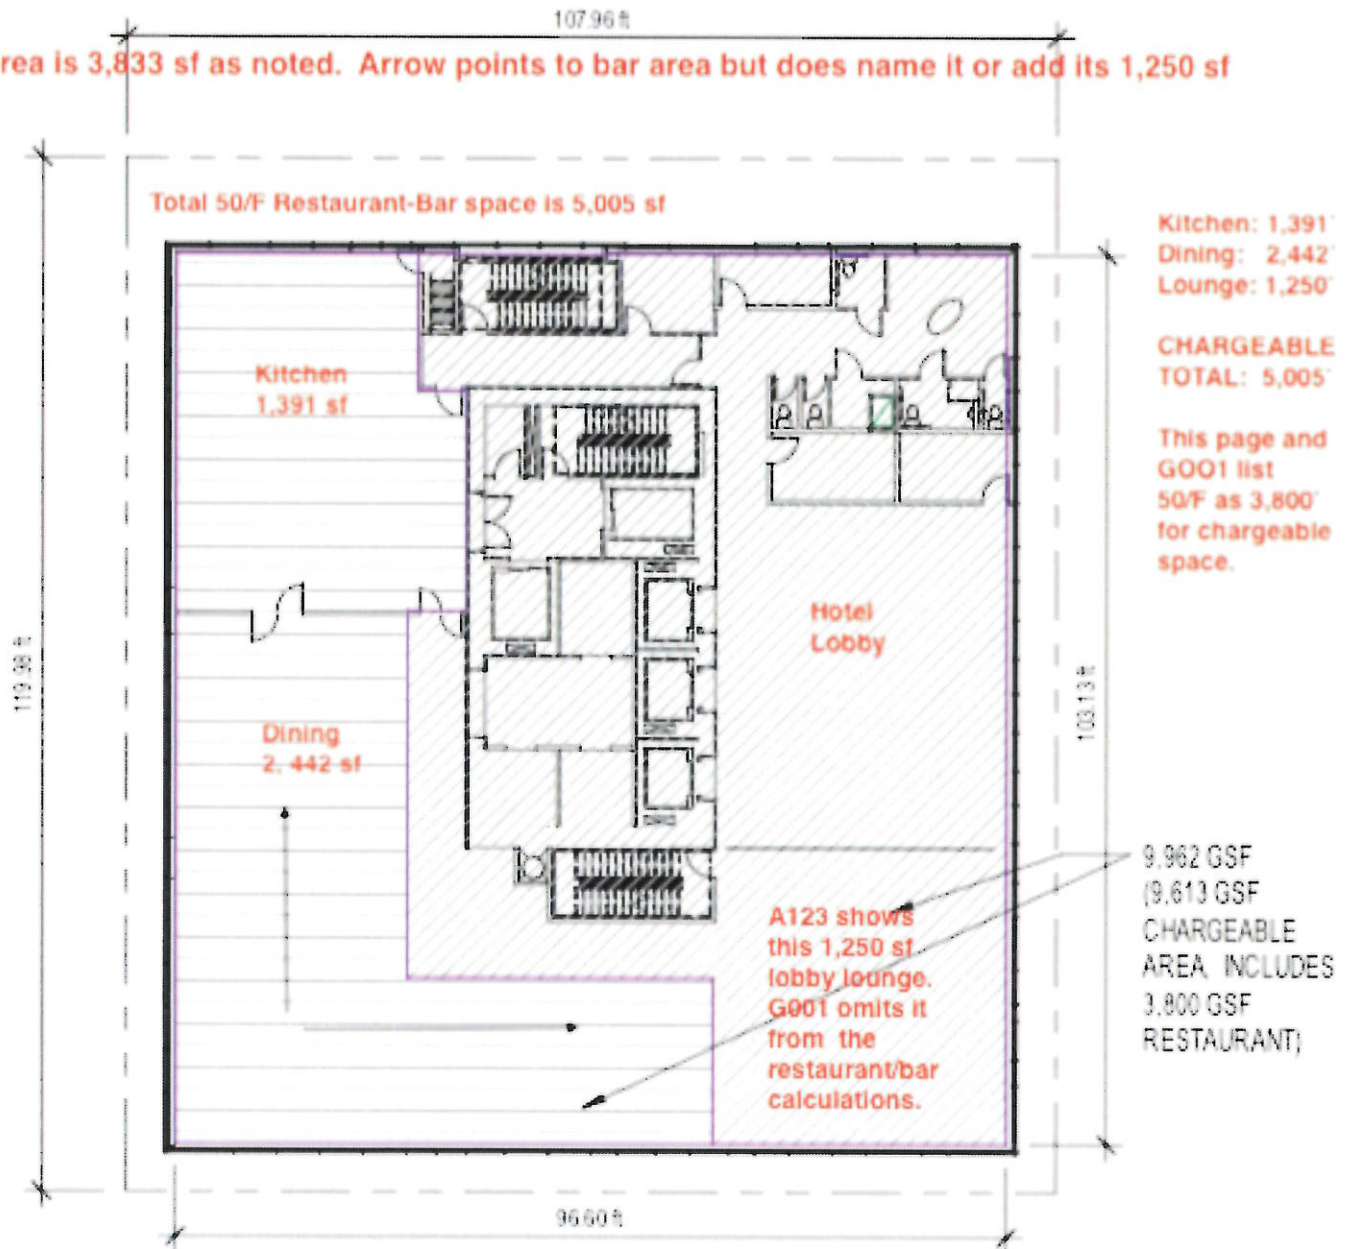 107.96 ft
rea is 3,833 sf as noted.  Arrow points to bar area but does name it or add its 1,250 sf
Total 50/F Restaurant-Bar space is 5,005 sf
Kitchen: 1,391'
Dining:  2,442'
Lounge: 1,250'
CHARGEABLE
TOTAL:  5,005'
This page and
GOO1 list
50/F as 3,800'
for chargeable
space.
Kitchen
1,391 sf
Hotel
Lobby
119.98 ft
103.13 ft
Dining
2, 442 sf
A123 shows
this 1,250 sf
lobby lounge.
G001 omits it
from  the
restaurant/bar
calculations.
9,962 GSF
(9,613 GSF
CHARGEABLE
AREA, INCLUDES
3,800 GSF
RESTAURANT)
96.60 ft